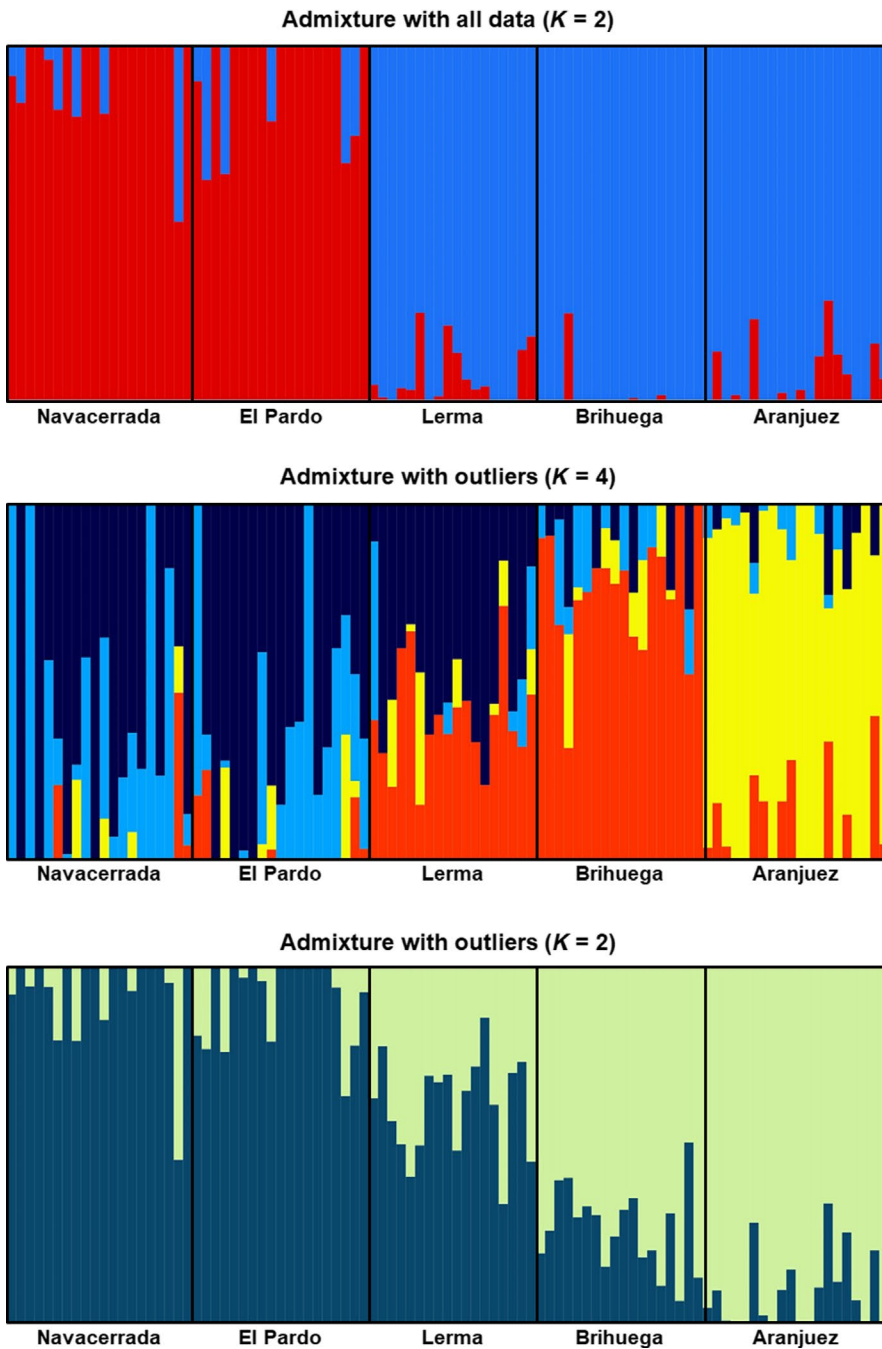 Admixture with all data (K = 2)
Navacerrada El Pardo Lerma Brihuega Aranjuez
Admixture with outliers (K = 4)
Navacerrada El Pardo Lerma Brihuega Aranjuez
Admixture with outliers (K = 2)
Navacerrada El Pardo Lerma Brihuega Aranjuez